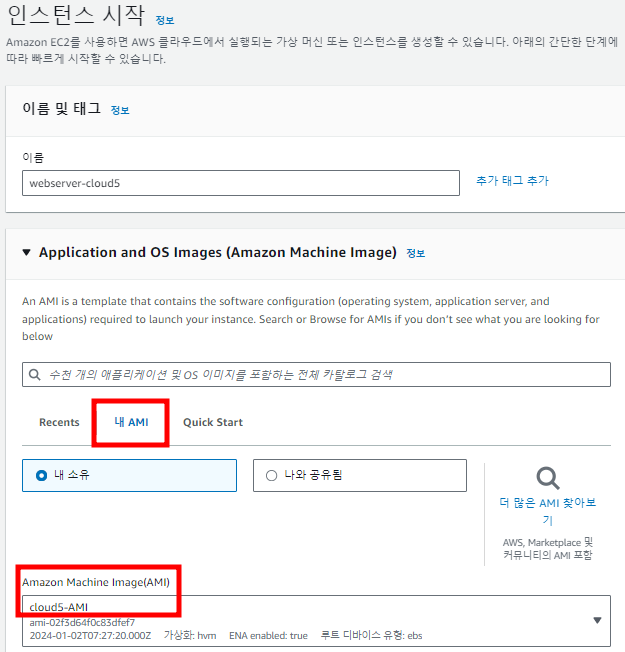 인스턴스 시작 정보
Amazon EC2를 사용하면 AWS 클라우드에서 실행되는 가상 머신 또는 인스턴스를 생성할 수 있습니다. 아래의 간단한 단계에
따라 빠르게 시작할 수 있습니다.
이름 및 태그 정보
이름
webserver-cloud5 추가 태그 추가
Application and OS Images (Amazon Machine Image) 정보
An AMI is a template that contains the software configuration (operating system, application server, and
applications) required to launch your instance. Search or Browse for AMIs if you don't see what you are looking for
below
수천 개의 애플리케이션 및 OS 이미지를 포함하는 전체 카탈로그 검색
Recents 내 AMI Quick Start
내 소유 나와 공유됨
더 많은 AMI 찾아보
기
AWS, Marketplace 및
커뮤니티의 AMI 포함
Amazon Machine Image(AMI)
cloud5-AMI
ami-02f3d64f0c83dfef7
2024-01-02T07:27:20.000Z 가상화: hvm ENA enabled: true 루트 디바이스 유형: ebs